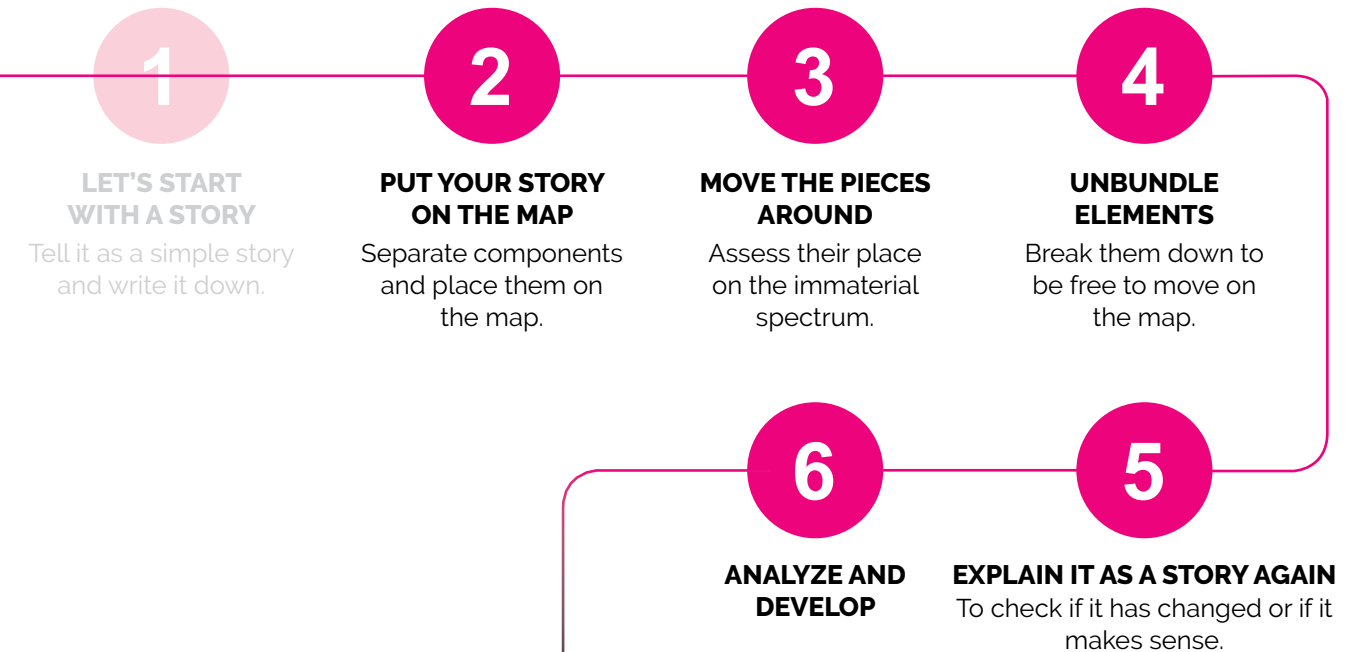 1
LET’S START
WITH A STORY
Tell it as a simple story
and write it down.
2
PUT YOUR STORY
ON THE MAP
Separate components
and place them on
the map.
3
MOVE THE PIECES
AROUND
Assess their place
on the immaterial
spectrum.
4
UNBUNDLE
ELEMENTS
Break them down to
be free to move on
the map.
5
EXPLAIN IT AS A STORY AGAIN
To check if it has changed or if it
makes sense.
6
ANALYZE AND
DEVELOP